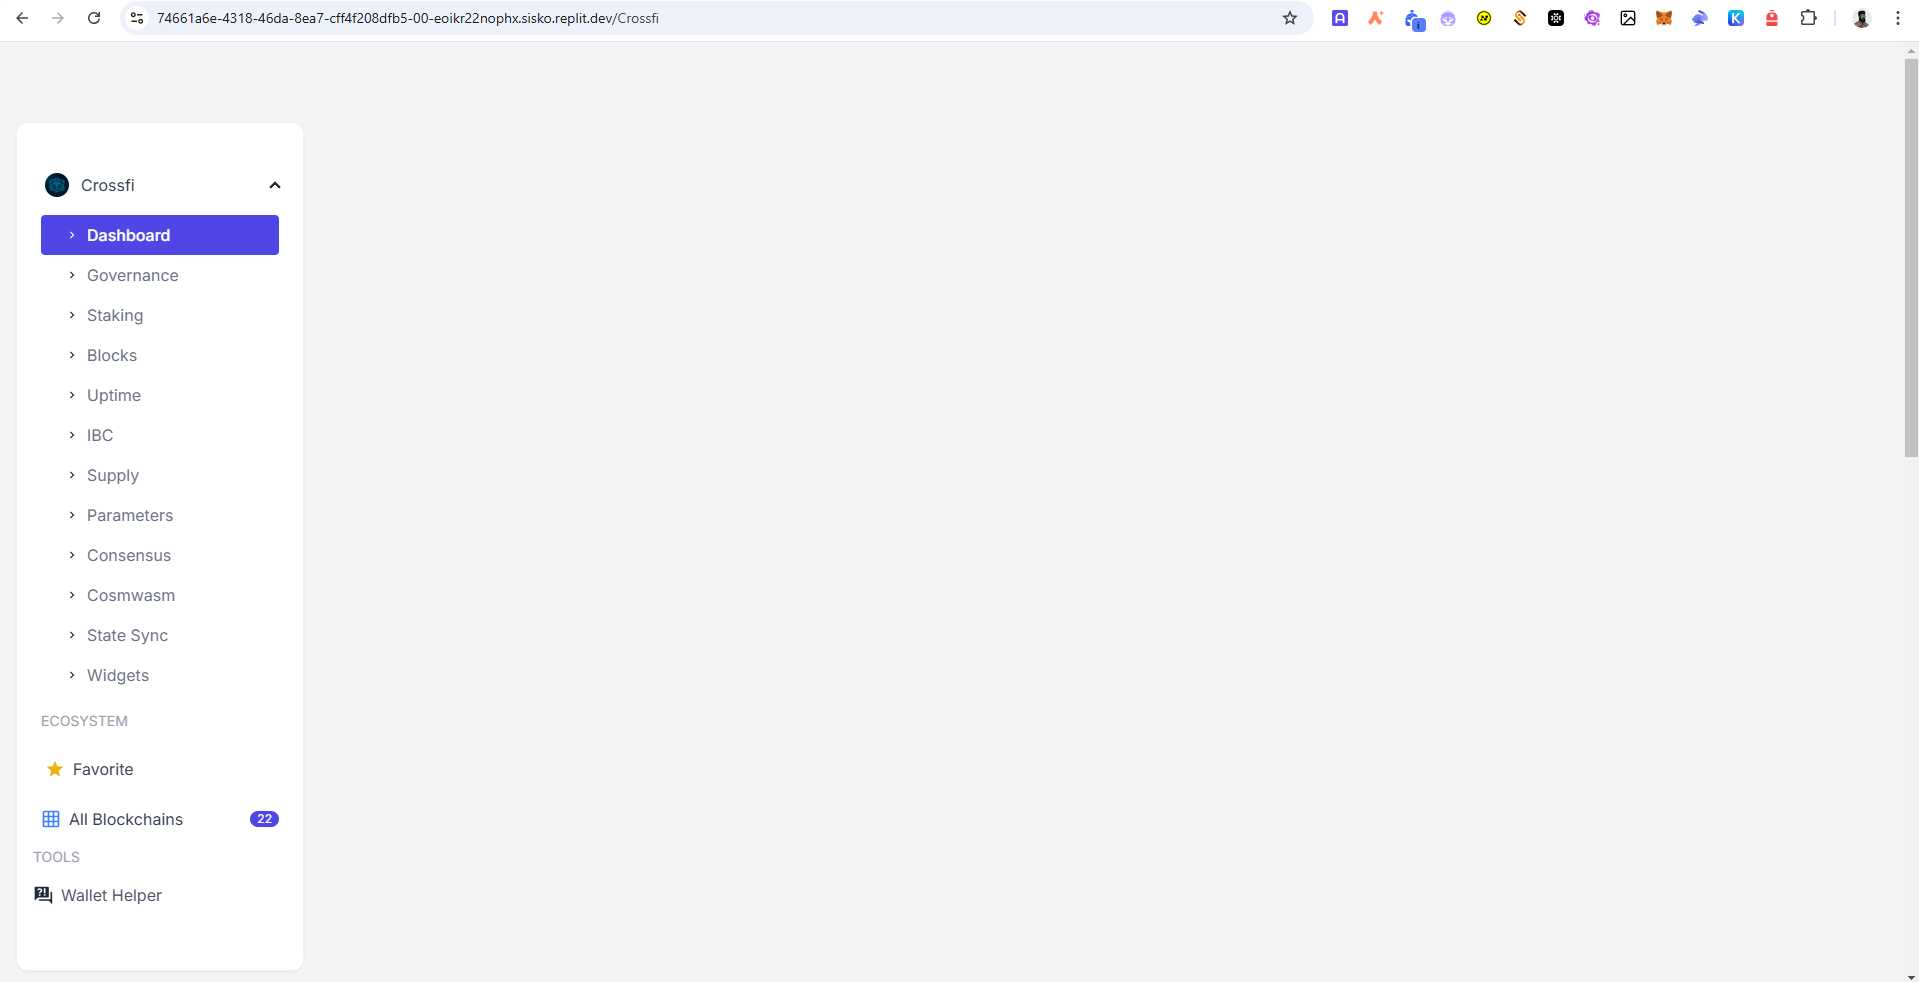 74661a6e-4318-46da-8ea7-cff4f208dfb5-00-eoikr22nophx.sisko.replit.dev/Crossfi
Crossfi
Dashboard
Governance
Staking
Blocks
Uptime
IBC
Supply
Parameters
Consensus
Cosmwasm
State Sync
Widgets
ECOSYSTEM
Favorite
All Blockchains 22
TOOLS
Wallet Helper